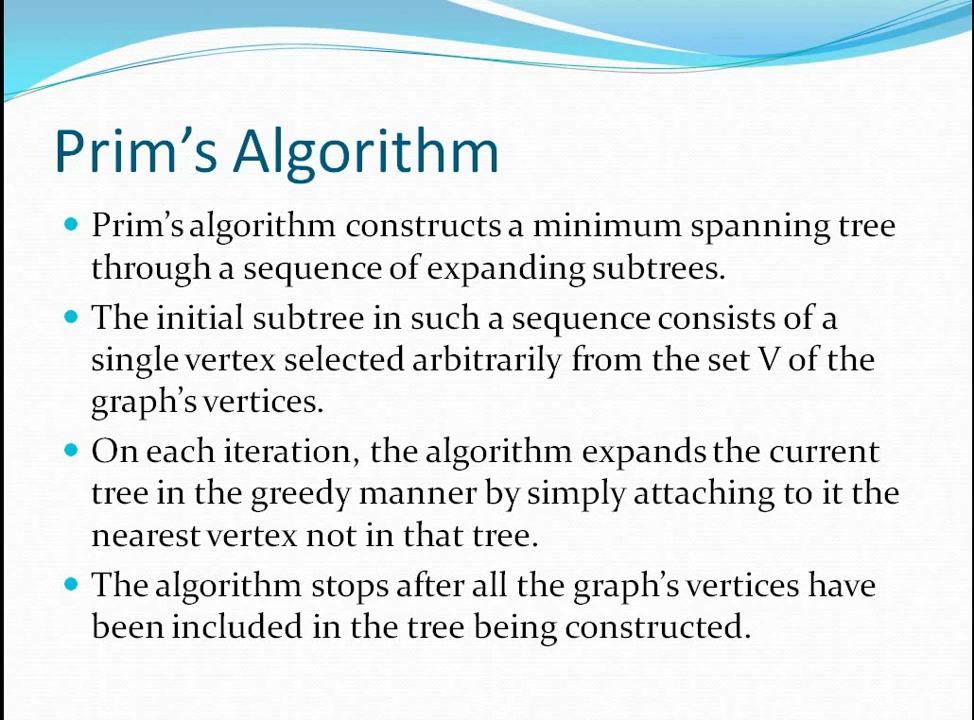 Prim’s Algorithm
• Prim’s algorithm constructs a minimum spanning tree
through a sequence of expanding subtrees.
• The initial subtree in such a sequence consists of a
single vertex selected arbitrarily from the set V of the
graph’s vertices.
• On each iteration, the algorithm expands the current
tree in the greedy manner by simply attaching to it the
nearest vertex not in that tree.
• The algorithm stops after all the graph’s vertices have
been included in the tree being constructed.